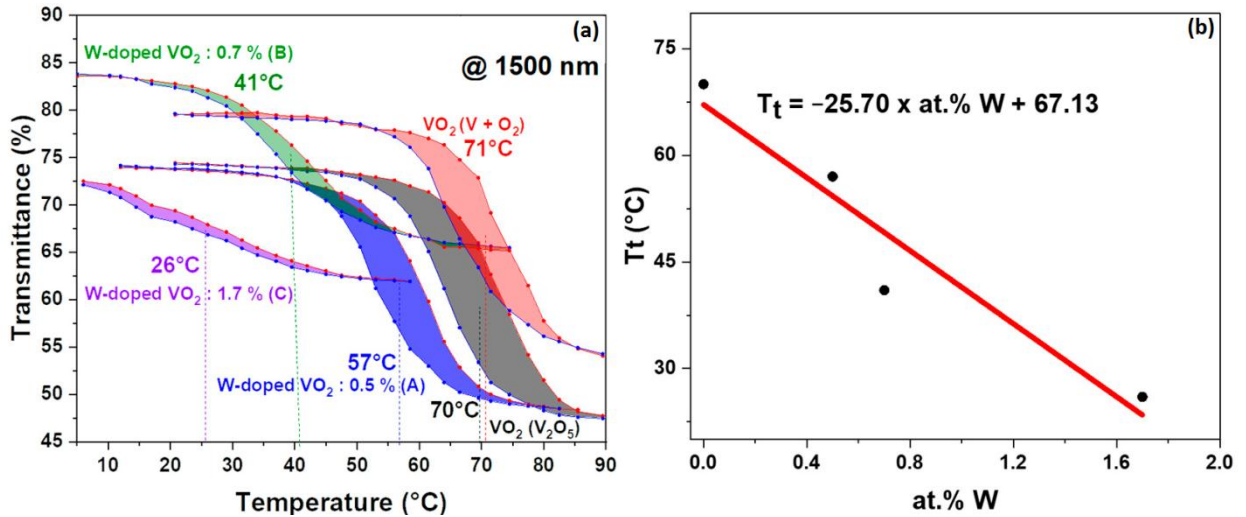 (a)
W-doped VO₂ : 0.7 % (B)
41°C
@ 1500 nm
VO₂ (V + O₂)
71°C
26°C
W-doped VO₂ : 1.7 % (C)
57°C
W-doped VO₂ : 0.5 % (A)
70°C
VO₂ (V₂O₅)
Transmittance (%)
90
85
80
75
70
65
60
55
50
45
10 20 30 40 50 60 70 80 90
Temperature (°C)
(b)
Tₜ = −25.70 x at.% W + 67.13
Tt (°C)
75
60
45
30
0.0 0.4 0.8 1.2 1.6 2.0
at.% W